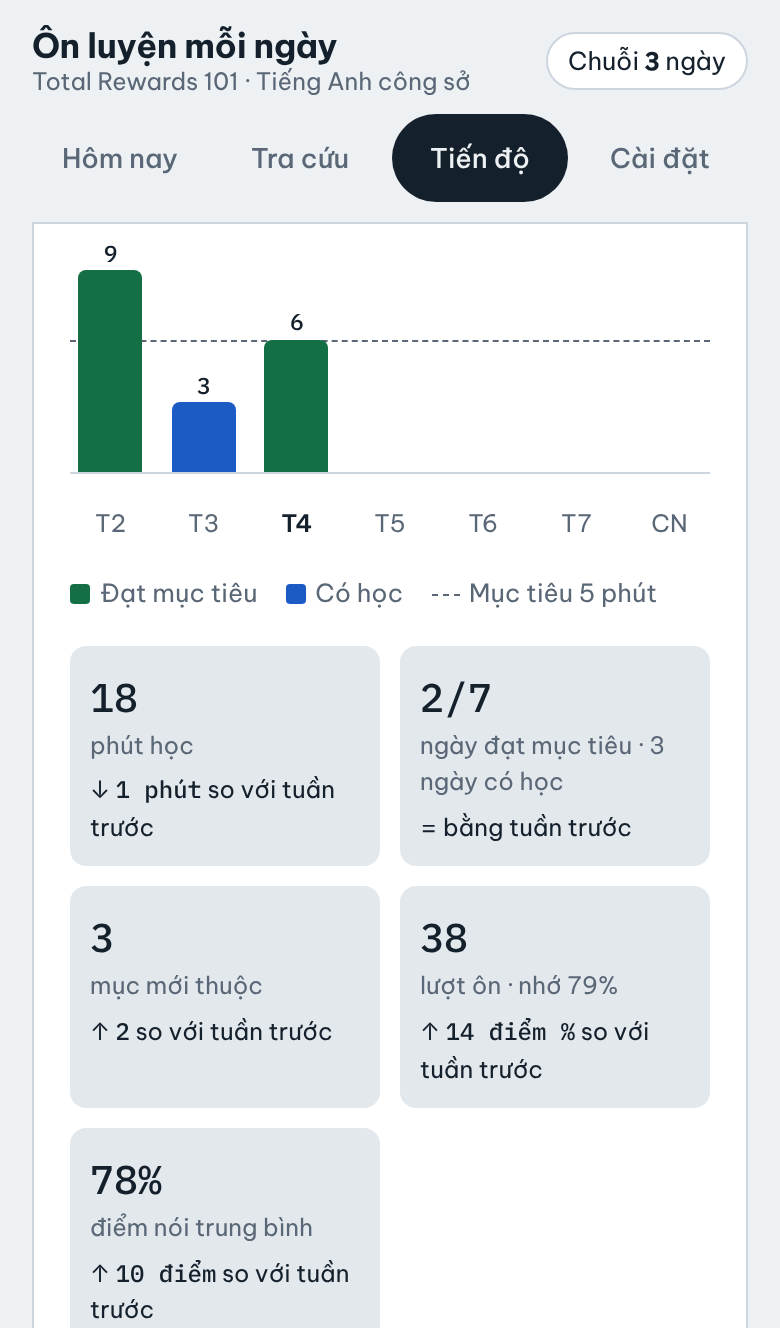 Ôn luyện mỗi ngày
Total Rewards 101 · Tiếng Anh công sở
Chuỗi 3 ngày
Hôm nay
Tra cứu
Tiến độ
Cài đặt
9
3
6
T2
T3
T4
T5
T6
T7
CN
Đạt mục tiêu
Có học
Mục tiêu 5 phút
18
phút học
↓ 1 phút so với tuần
trước
2/7
ngày đạt mục tiêu · 3
ngày có học
= bằng tuần trước
3
mục mới thuộc
↑ 2 so với tuần trước
38
lượt ôn · nhớ 79%
↑ 14 điểm % so với
tuần trước
78%
điểm nói trung bình
↑ 10 điểm so với tuần
trước